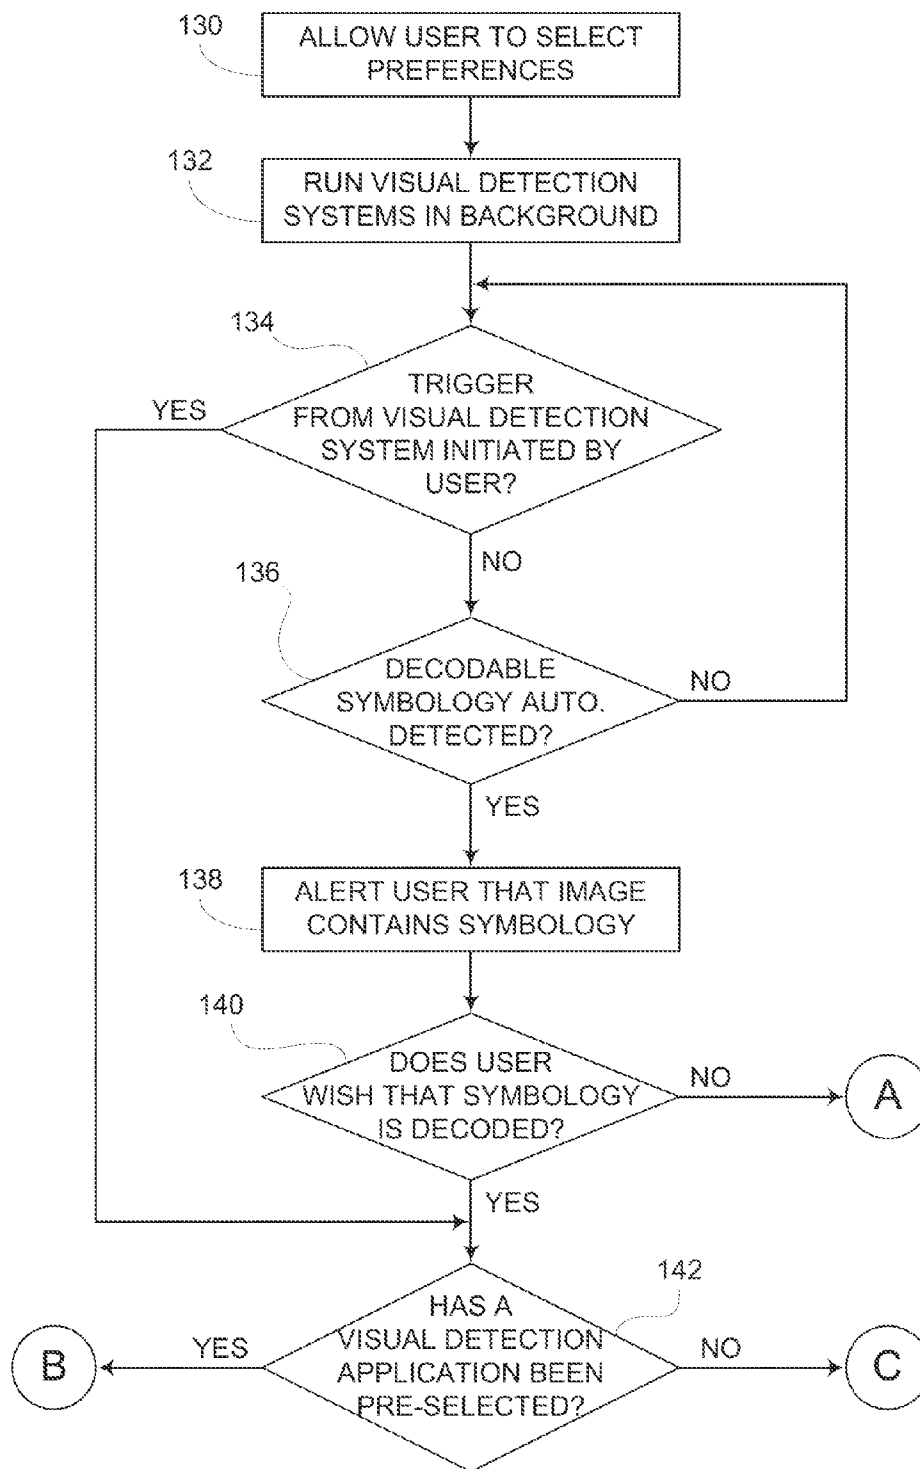 130
ALLOW USER TO SELECT
PREFERENCES
132
RUN VISUAL DETECTION
SYSTEMS IN BACKGROUND
134
YES
TRIGGER
FROM VISUAL DETECTION
SYSTEM INITIATED BY
USER?
NO
136
DECODABLE
SYMBOLOGY AUTO.
DETECTED?
NO
YES
138
ALERT USER THAT IMAGE
CONTAINS SYMBOLOGY
140
DOES USER
WISH THAT SYMBOLOGY
IS DECODED?
NO
A
YES
142
HAS A
VISUAL DETECTION
APPLICATION BEEN
PRE-SELECTED?
YES
B
NO
C